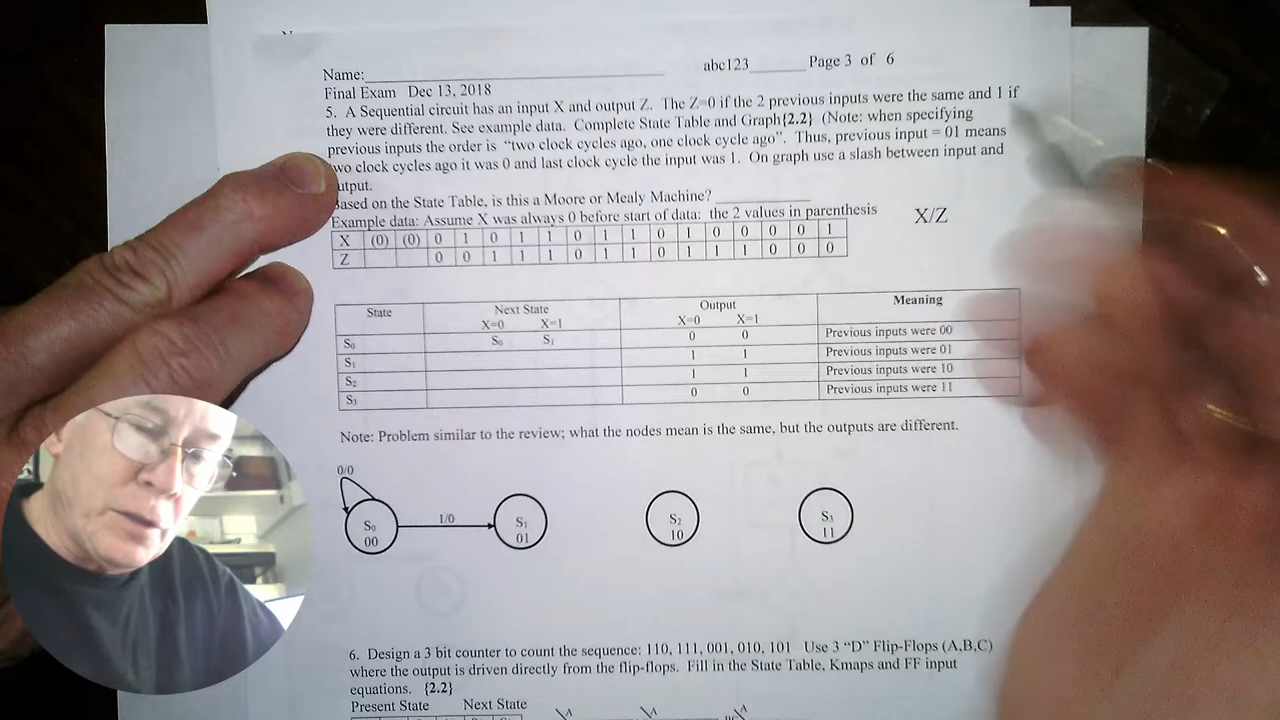 Name:____________ abc123______ Page 3 of 6
Final Exam Dec 13, 2018
5. A Sequential circuit has an input X and output Z. The Z=0 if the 2 previous inputs were the same and 1 if
they were different. See example data. Complete State Table and Graph{2.2} (Note: when specifying
previous inputs the order is "two clock cycles ago, one clock cycle ago". Thus, previous input = 01 means
two clock cycles ago it was 0 and last clock cycle the input was 1. On graph use a slash between input and
utput.
ased on the State Table, is this a Moore or Mealy Machine? __________
Example data: Assume X was always 0 before start of data: the 2 values in parenthesis X/Z
X (0) (0) 0 1 0 1 1 0 1 1 0 1 0 0 0 0 1
Z 0 0 1 1 1 0 1 1 0 1 1 1 0 0 0
State Next State Output Meaning
X=0 X=1 X=0 X=1
S₀ S₀ S₁ 0 0 Previous inputs were 00
S₁ 1 1 Previous inputs were 01
S₂ 1 1 Previous inputs were 10
S₃ 0 0 Previous inputs were 11
Note: Problem similar to the review; what the nodes mean is the same, but the outputs are different.
0/0
1/0
S₀ S₁ S₂ S₃
00 01 10 11
6. Design a 3 bit counter to count the sequence: 110, 111, 001, 010, 101 Use 3 "D" Flip-Flops (A,B,C)
where the output is driven directly from the flip-flops. Fill in the State Table, Kmaps and FF input
equations. {2.2}
Present State Next State